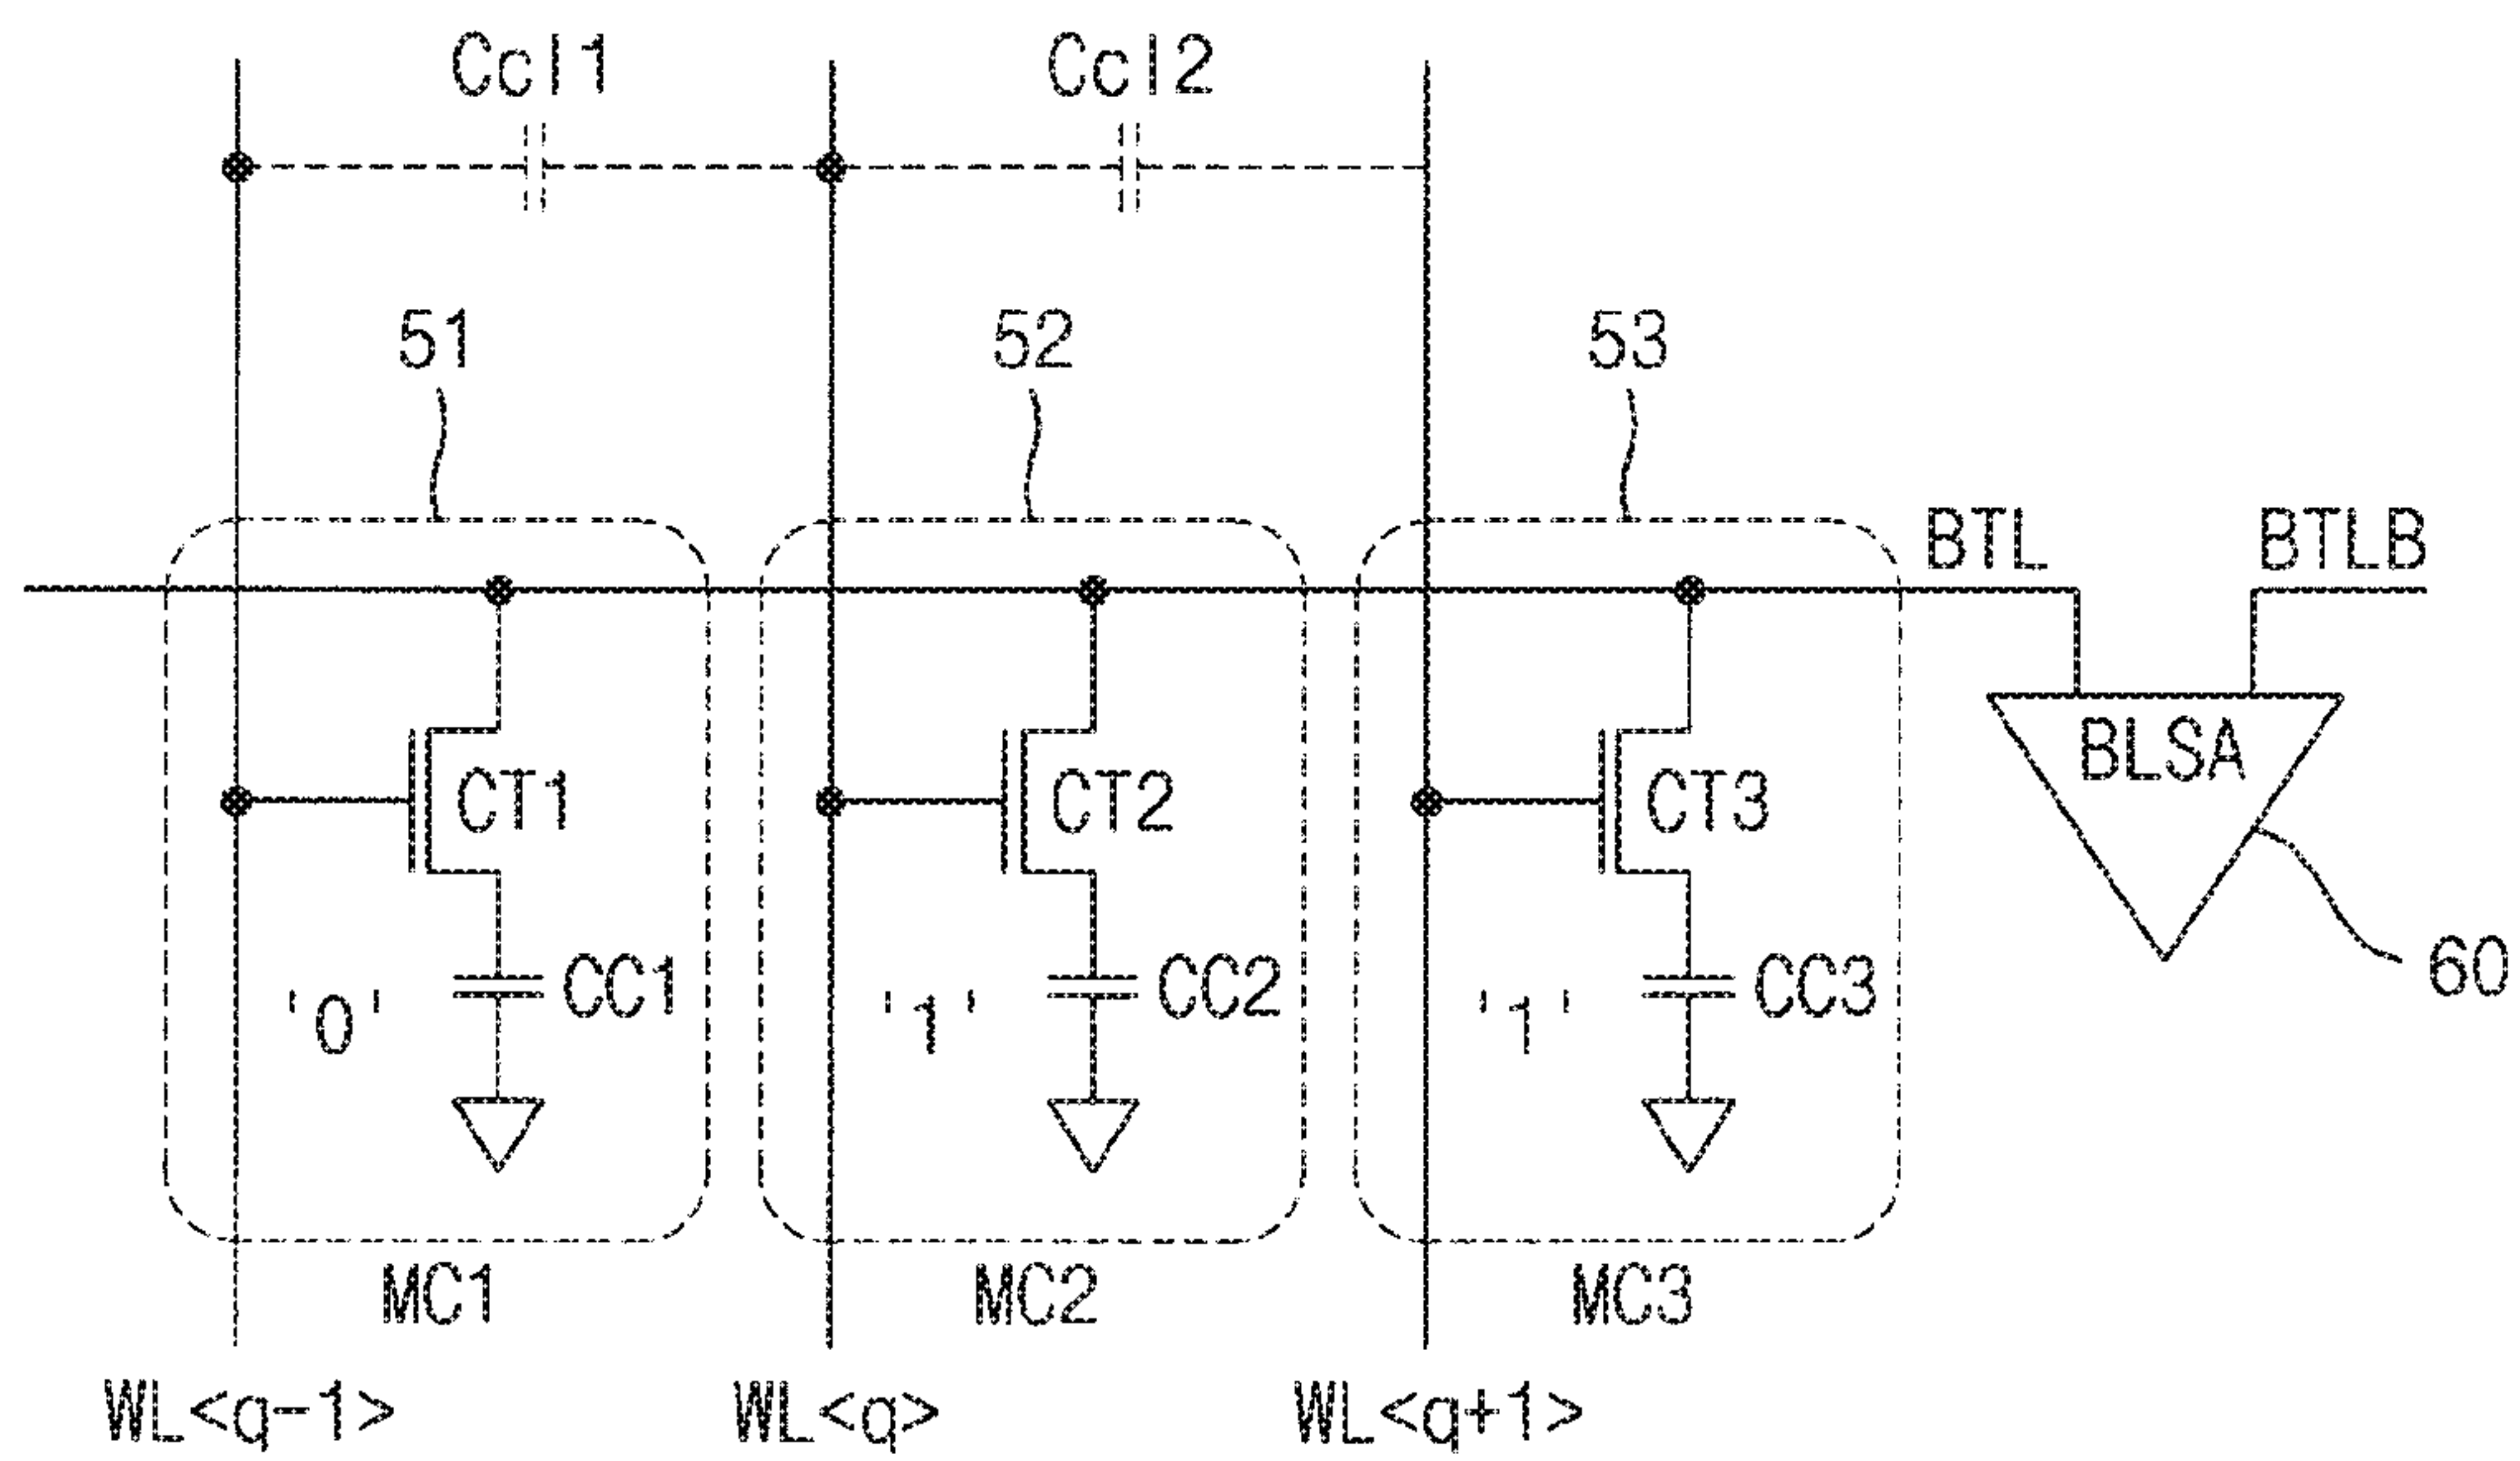 Ccl1 Ccl2
51 52 53
BTL BTLB
BLSA
CT1 CT2 CT3
CC1 CC2 CC3 60
'0' '1' '1'
MC1 MC2 MC3
WL<q-1> WL<q> WL<q+1>